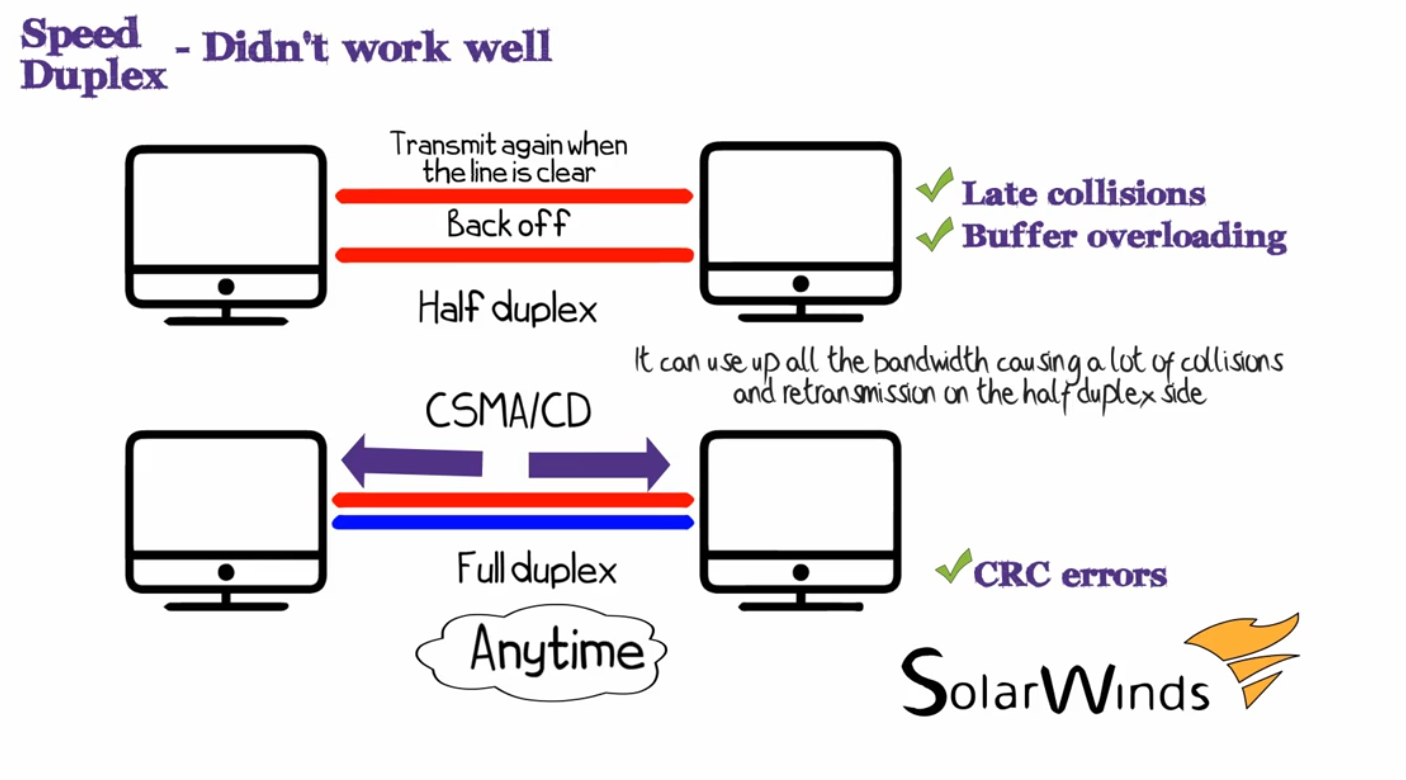 Speed
Duplex
- Didn't work well
Transmit again when
the line is clear
Back off
Half duplex
Late collisions
Buffer overloading
It can use up all the bandwidth causing a lot of collisions
and retransmission on the half duplex side
CSMA/CD
Full duplex
Anytime
CRC errors
SolarWinds